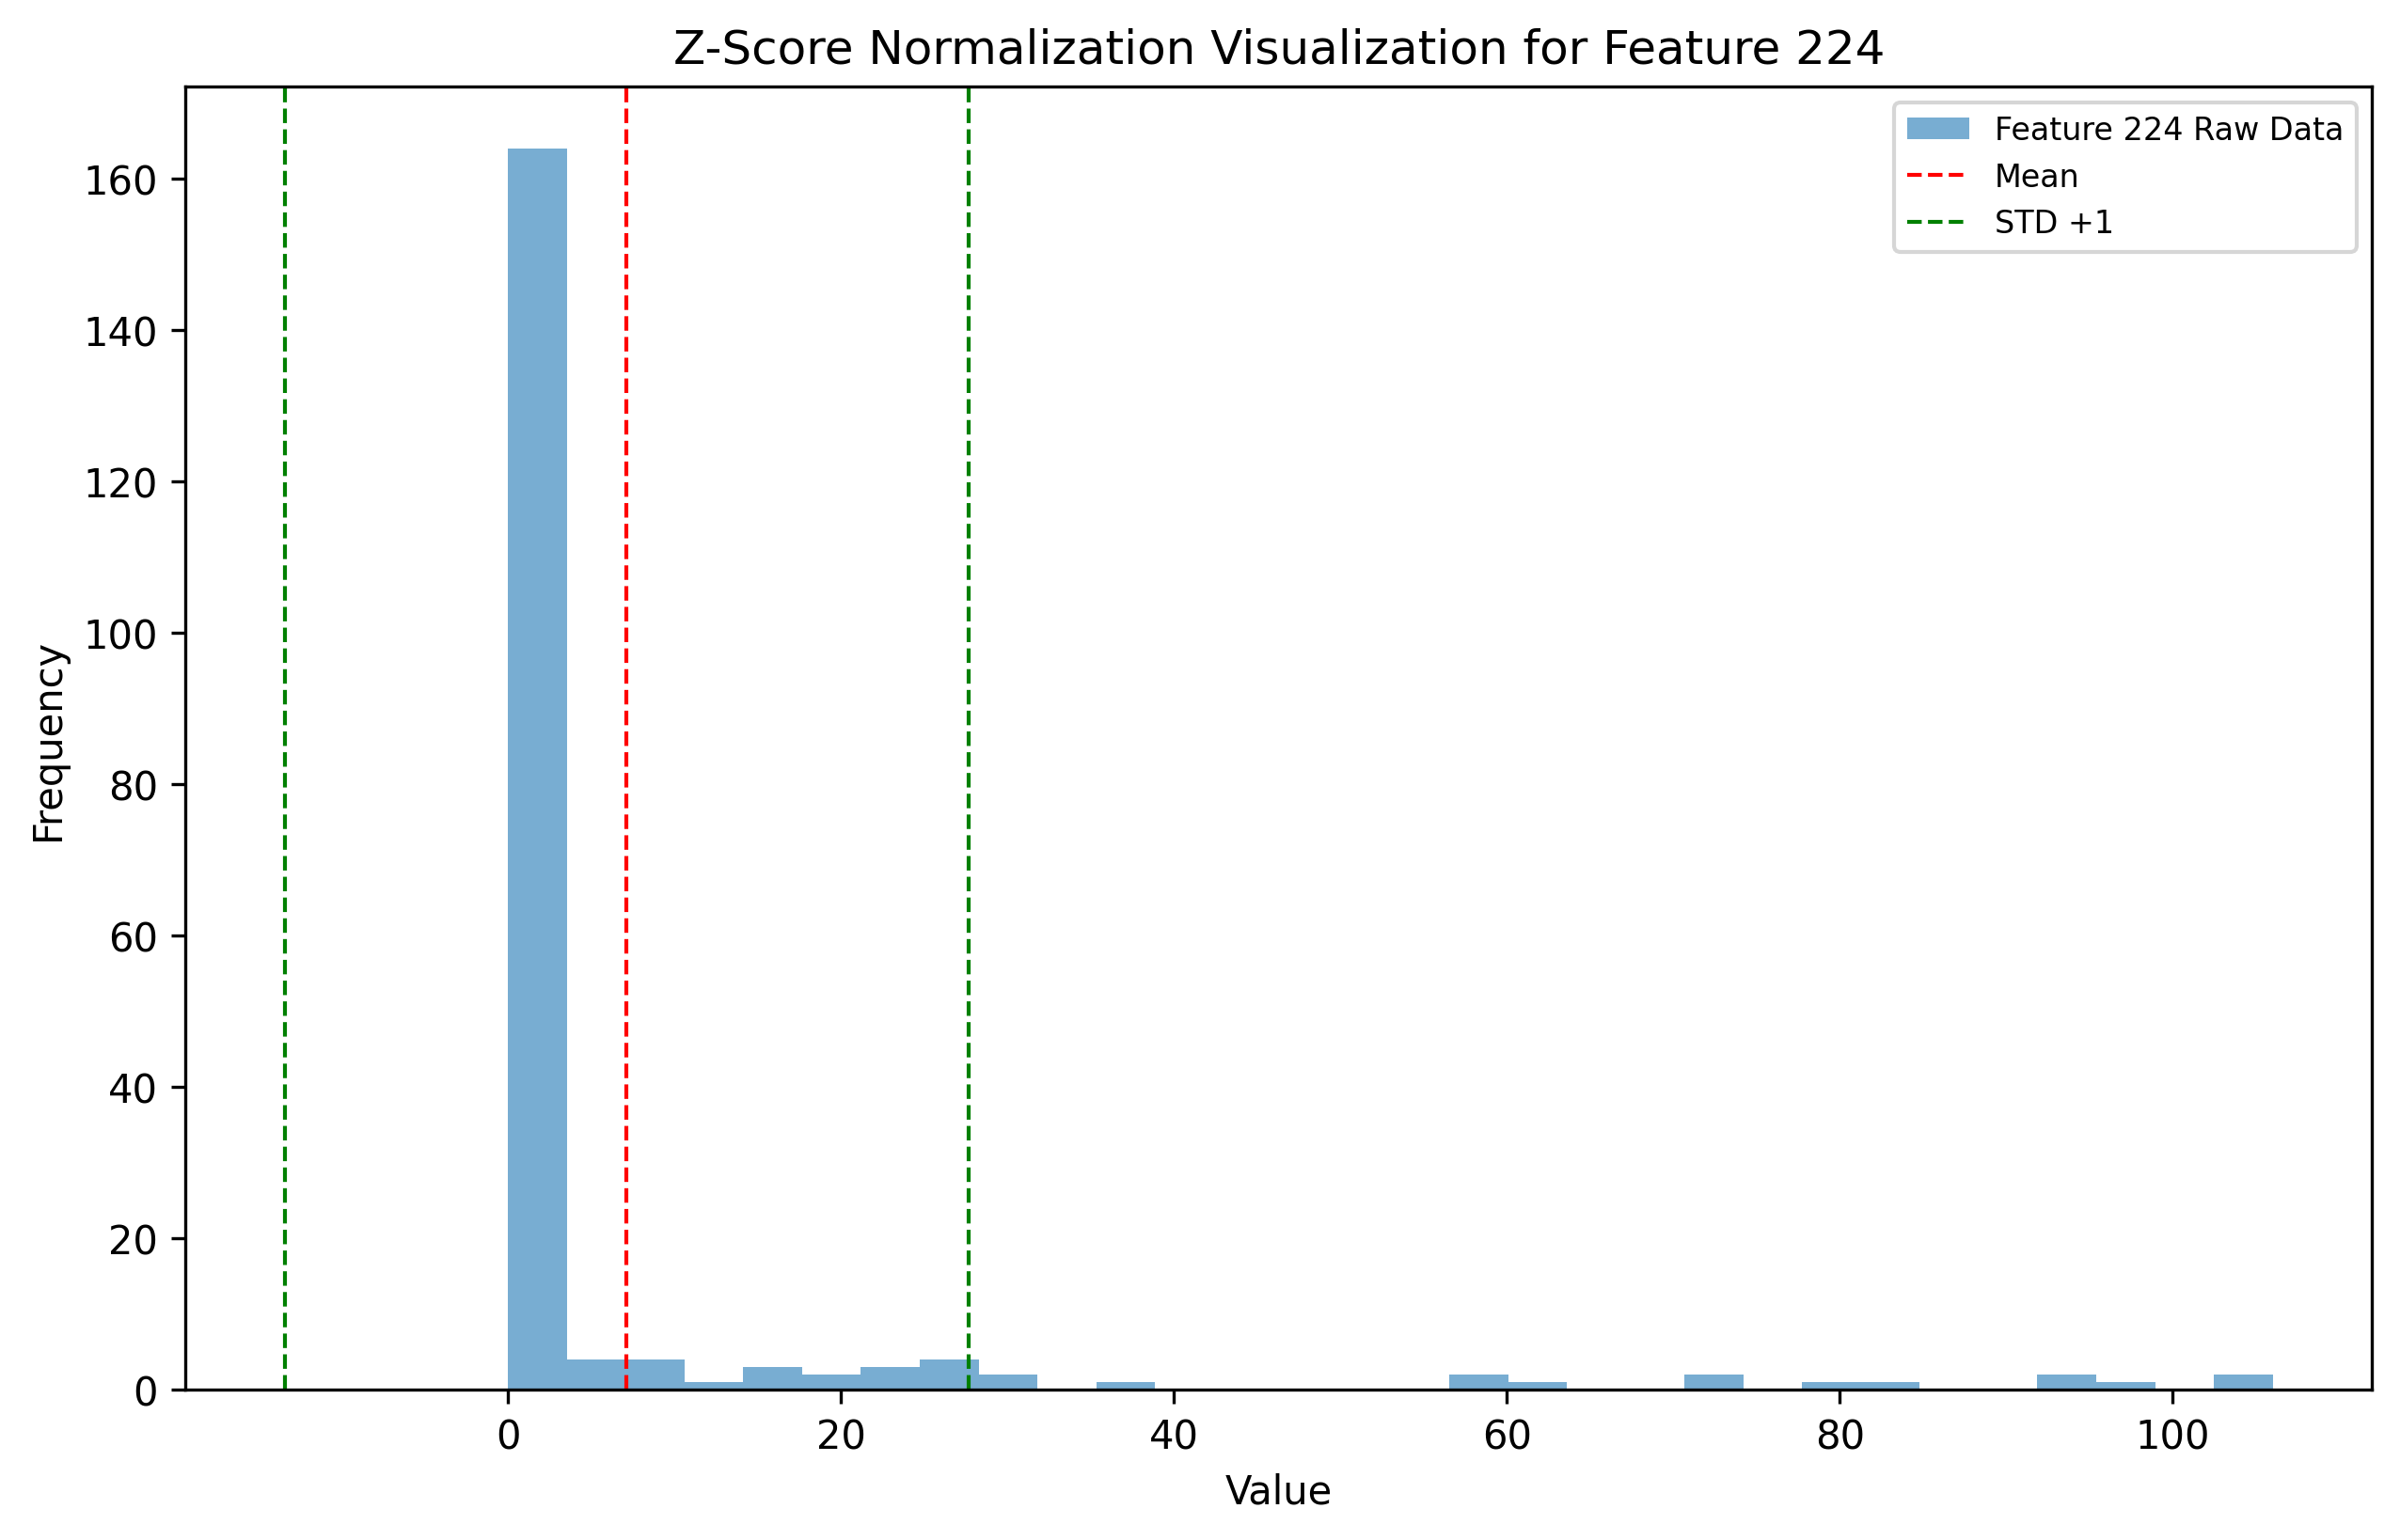 Z-Score Normalization Visualization for Feature 224
Feature 224 Raw Data
Mean
STD +1
Frequency
160
140
120
100
80
60
40
20
0
0 20 40 60 80 100
Value